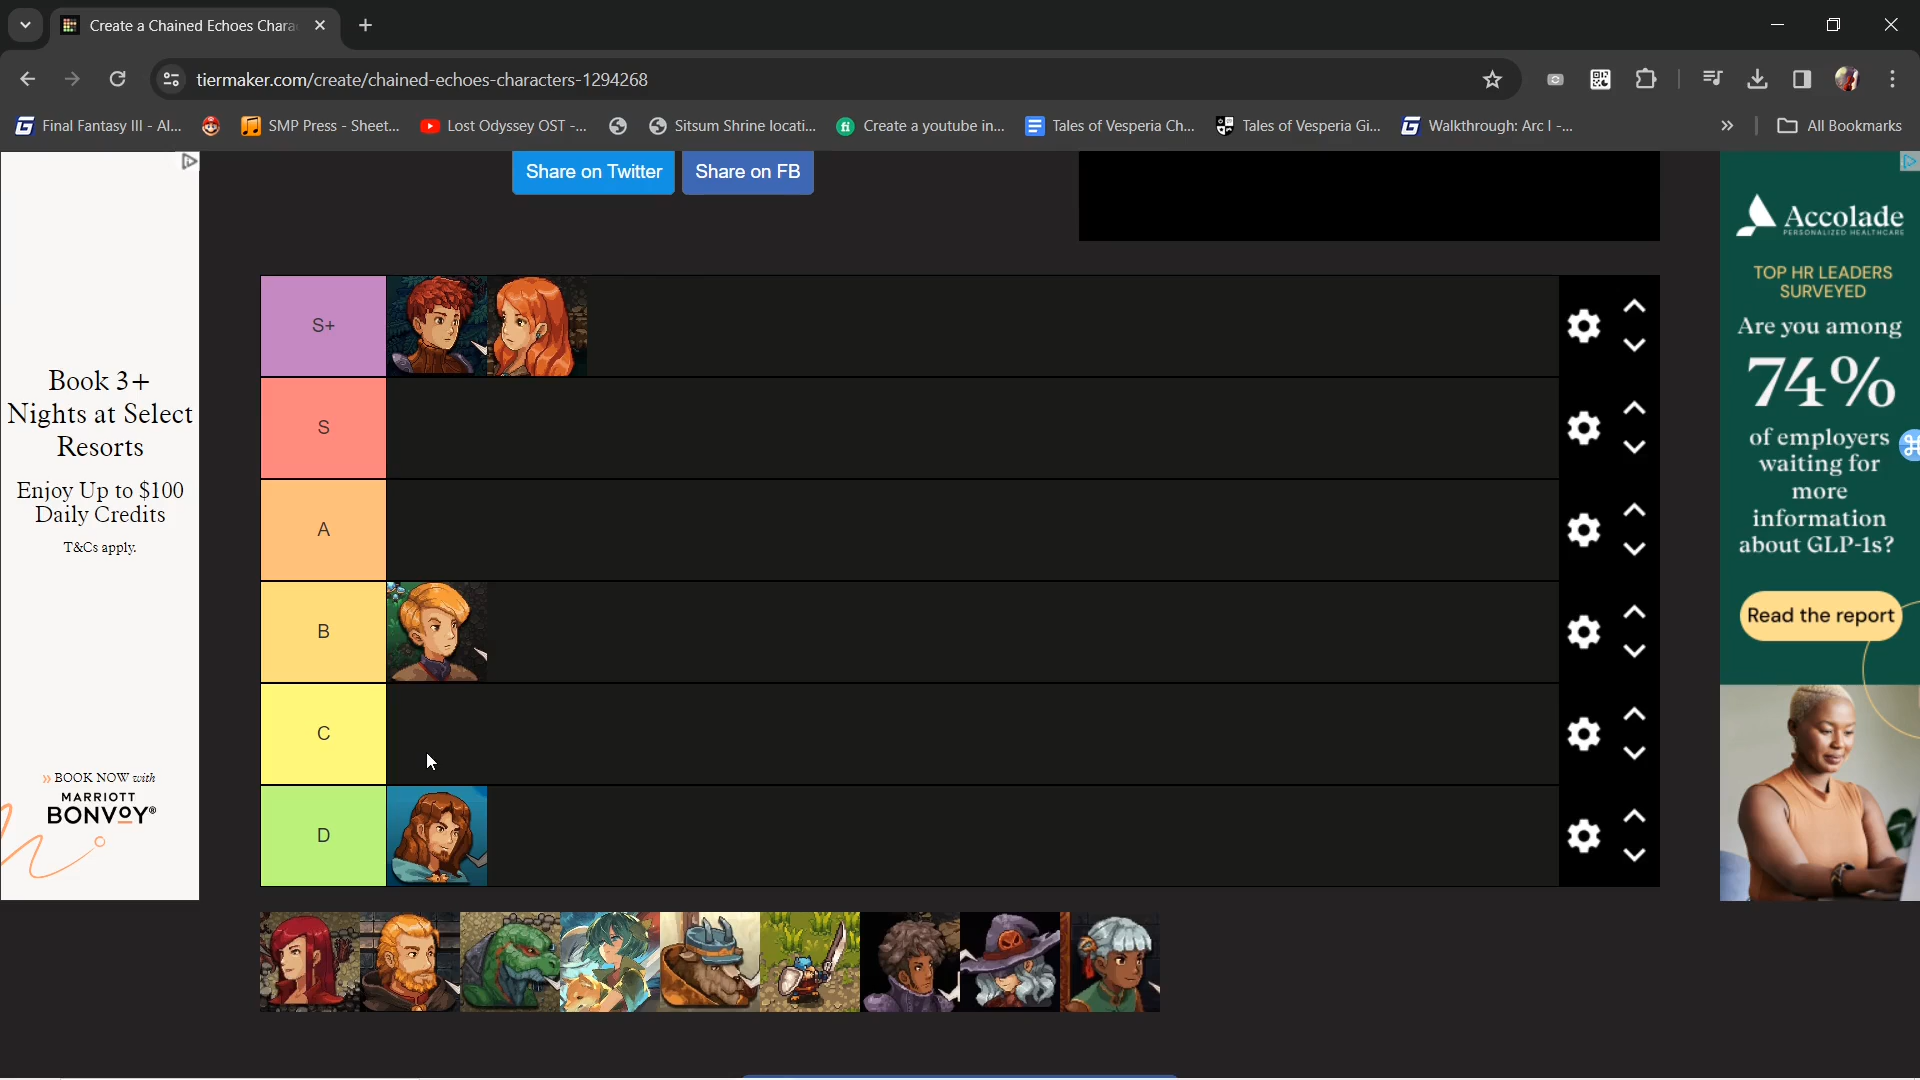 Create a Chained Echoes Chara
tiermaker.com/create/chained-echoes-characters-1294268
Final Fantasy III - Al...
SMP Press - Sheet...
Lost Odyssey OST -...
Sitsum Shrine locati...
Create a youtube in...
Tales of Vesperia Ch...
Tales of Vesperia Gi...
Walkthrough: Arc I -...
All Bookmarks
Share on Twitter
Share on FB
S+
S
A
B
C
D
Book 3+
Nights at Select
Resorts
Enjoy Up to $100
Daily Credits
T&Cs apply.
» BOOK NOW with
MARRIOTT
BONVOY®
Accolade
PERSONALIZED HEALTHCARE
TOP HR LEADERS
SURVEYED
Are you among
74%
of employers
waiting for
more
information
about GLP-1s?
Read the report